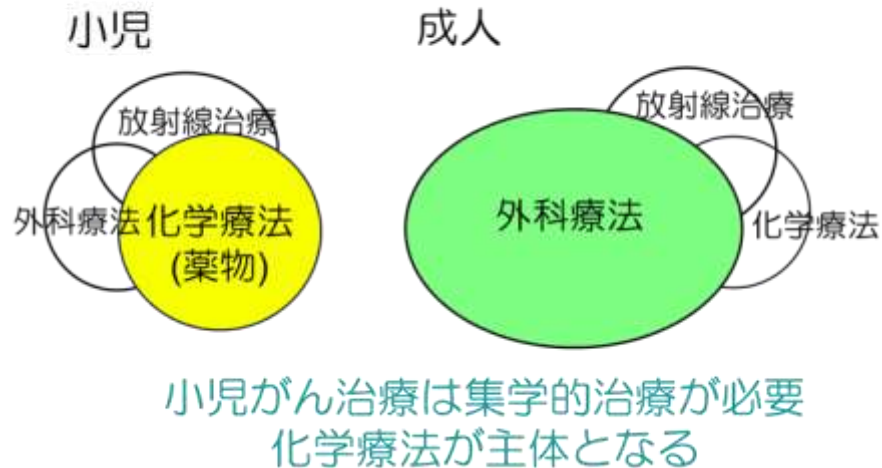 小児
成人
放射線治療
外科療法
化学療法
(薬物)
放射線治療
外科療法
化学療法
小児がん治療は集学的治療が必要
化学療法が主体となる